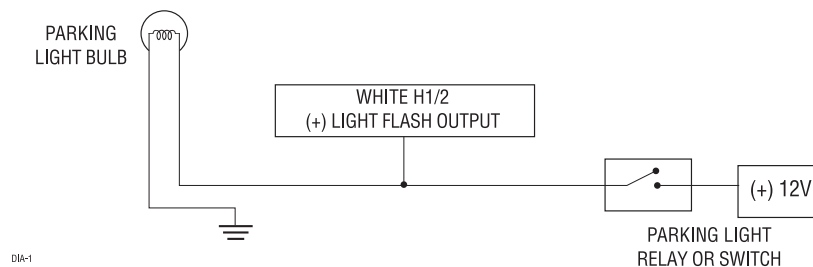 PARKING
LIGHT BULB
WHITE H1/2
(+) LIGHT FLASH OUTPUT
(+) 12V
PARKING LIGHT
RELAY OR SWITCH
DIA-1